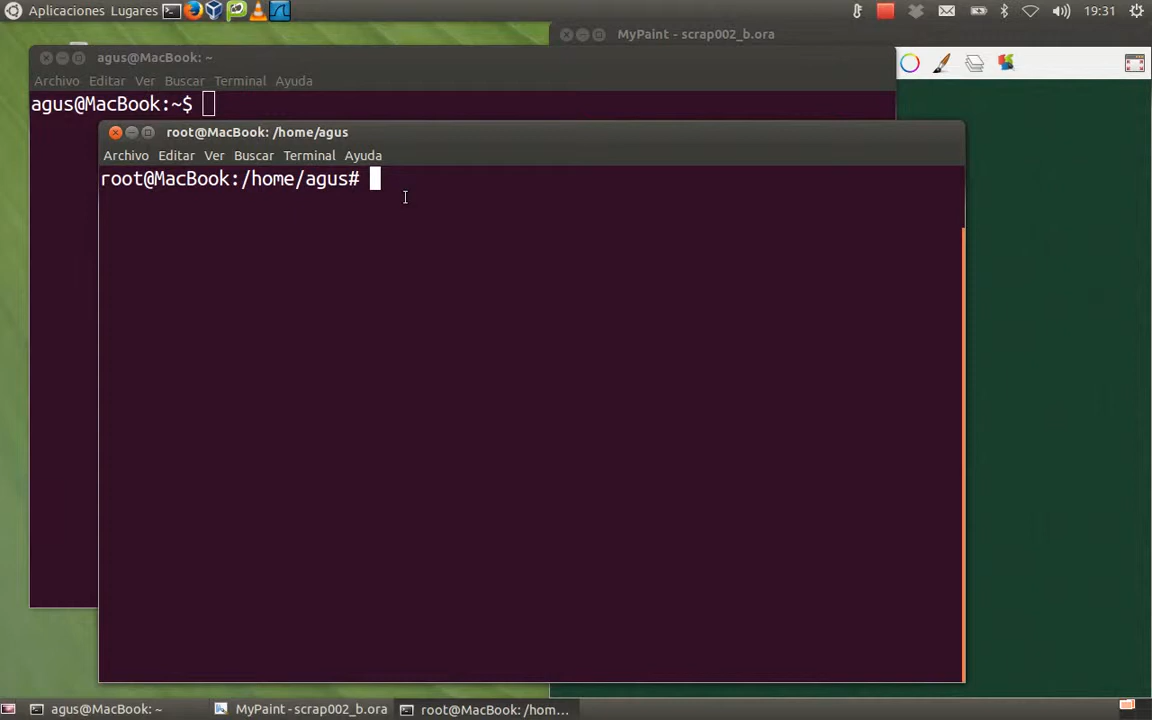 Aplicaciones Lugares
19:31
MyPaint - scrap002_b.ora
agus@MacBook: ~
Archivo Editar Ver Buscar Terminal Ayuda
agus@MacBook:~$
root@MacBook: /home/agus
Archivo Editar Ver Buscar Terminal Ayuda
root@MacBook:/home/agus#
agus@MacBook: ~
MyPaint - scrap002_b.ora
root@MacBook: /hom...